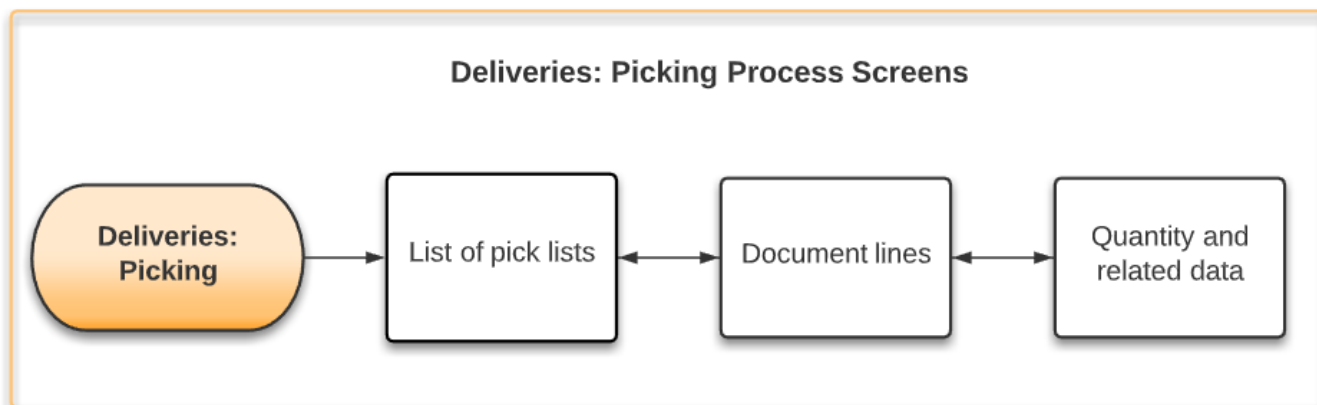 Deliveries: Picking Process Screens
Deliveries:
Picking
List of pick lists
Document lines
Quantity and
related data